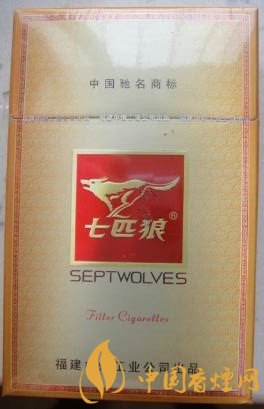 中国驰名商标
七匹狼®
SEPTWOLVES
Filter Cigarettes
福建 工业公司出品
中国香烟网